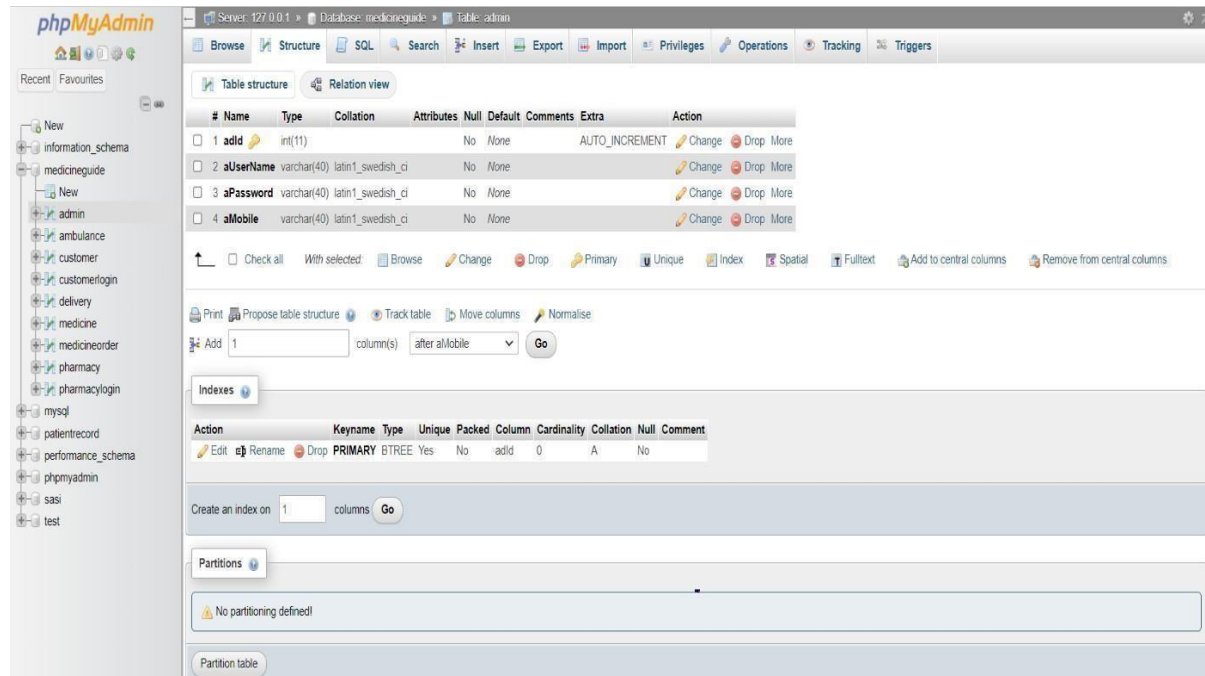 phpMyAdmin
Recent Favourites
New
information_schema
medicineguide
New
admin
ambulance
customer
customerlogin
delivery
medicine
medicineorder
pharmacy
pharmacylogin
mysql
patientrecord
performance_schema
phpmyadmin
sasi
test
Server: 127.0.0.1 » Database: medicineguide » Table: admin
Browse Structure SQL Search Insert Export Import Privileges Operations Tracking Triggers
Table structure Relation view
# Name Type Collation Attributes Null Default Comments Extra Action
1 adId int(11) No None AUTO_INCREMENT Change Drop More
2 aUserName varchar(40) latin1_swedish_ci No None Change Drop More
3 aPassword varchar(40) latin1_swedish_ci No None Change Drop More
4 aMobile varchar(40) latin1_swedish_ci No None Change Drop More
Check all With selected: Browse Change Drop Primary Unique Index Spatial Fulltext Add to central columns Remove from central columns
Print Propose table structure Track table Move columns Normalise
Add 1 column(s) after aMobile Go
Indexes
Action Keyname Type Unique Packed Column Cardinality Collation Null Comment
Edit Rename Drop PRIMARY BTREE Yes No adId 0 A No
Create an index on 1 columns Go
Partitions
No partitioning defined!
Partition table